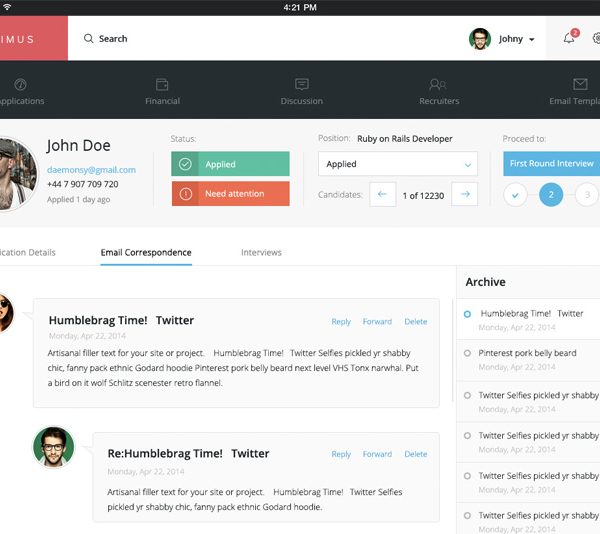 4:21 PM
IMUS
Search
Johny
2
Applications
Financial
Discussion
Recruiters
Email Templa
John Doe
daemonsy@gmail.com
+44 7 907 709 720
Applied 1 day ago
Status:
Applied
Need attention
Position: Ruby on Rails Developer
Applied
Candidates: 1 of 12230
Proceed to:
First Round Interview
2
3
ication Details
Email Correspondence
Interviews
Humblebrag Time! Twitter
Reply Forward Delete
Monday, Apr 22, 2014
Artisanal filler text for your site or project. Humblebrag Time! Twitter Selfies pickled yr shabby
chic, fanny pack ethnic Godard hoodie Pinterest pork belly beard next level VHS Tonx narwhal. Put
a bird on it wolf Schlitz scenester retro flannel.
Re:Humblebrag Time! Twitter
Reply Forward Delete
Monday, Apr 22, 2014
Artisanal filler text for your site or project. Humblebrag Time! Twitter Selfies
pickled yr shabby chic, fanny pack ethnic Godard hoodie.
Archive
Humblebrag Time! Twitter
Monday, Apr 22, 2014
Pinterest pork belly beard
Monday, Apr 22, 2014
Twitter Selfies pickled yr shabby
Monday, Apr 22, 2014
Twitter Selfies pickled yr shabby
Monday, Apr 22, 2014
Twitter Selfies pickled yr shabby
Monday, Apr 22, 2014
Twitter Selfies pickled yr shabby
Monday, Apr 22, 2014